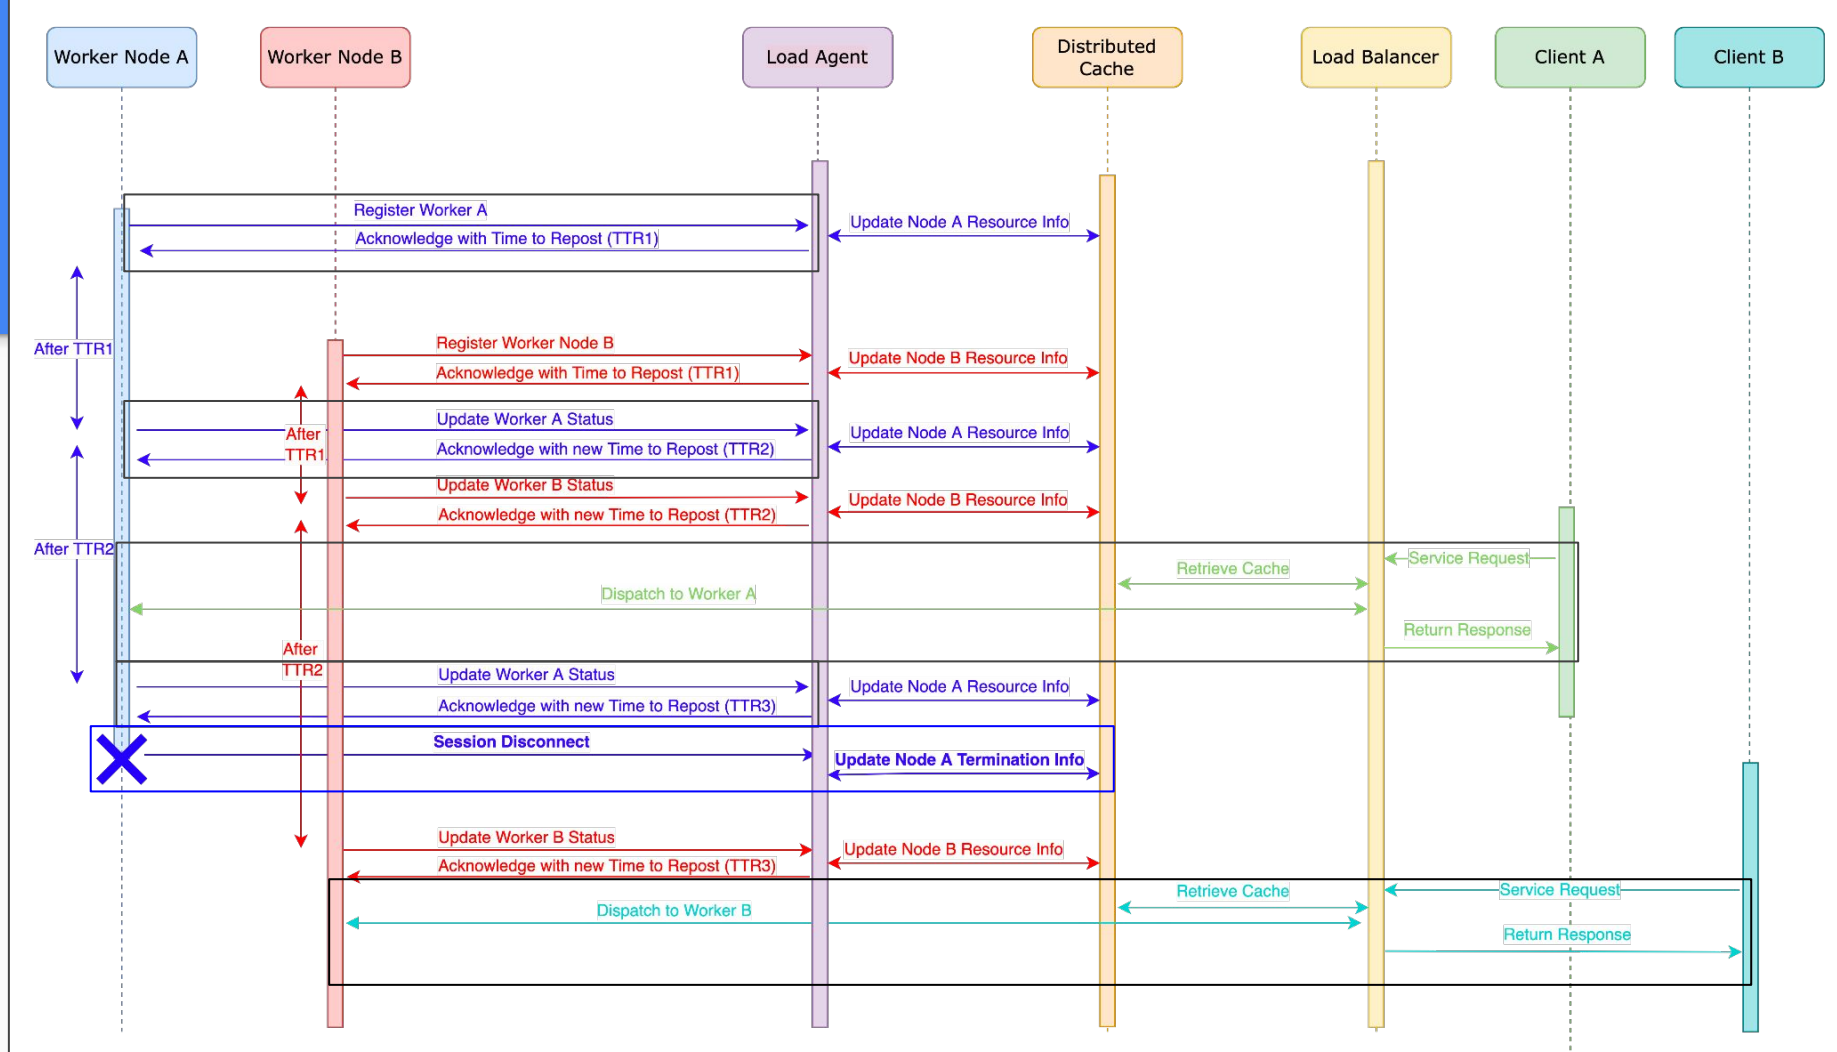 Worker Node A
Worker Node B
Load Agent
Distributed
Cache
Load Balancer
Client A
Client B
Register Worker A
Update Node A Resource Info
Acknowledge with Time to Repost (TTR1)
After TTR1
Register Worker Node B
Update Node B Resource Info
Acknowledge with Time to Repost (TTR1)
Update Worker A Status
After
TTR1
Update Node A Resource Info
Acknowledge with new Time to Repost (TTR2)
Update Worker B Status
Update Node B Resource Info
Acknowledge with new Time to Repost (TTR2)
After TTR2
Service Request
Retrieve Cache
Dispatch to Worker A
Return Response
After
TTR2
Update Worker A Status
Update Node A Resource Info
Acknowledge with new Time to Repost (TTR3)
Session Disconnect
Update Node A Termination Info
Update Worker B Status
Update Node B Resource Info
Acknowledge with new Time to Repost (TTR3)
Service Request
Retrieve Cache
Dispatch to Worker B
Return Response